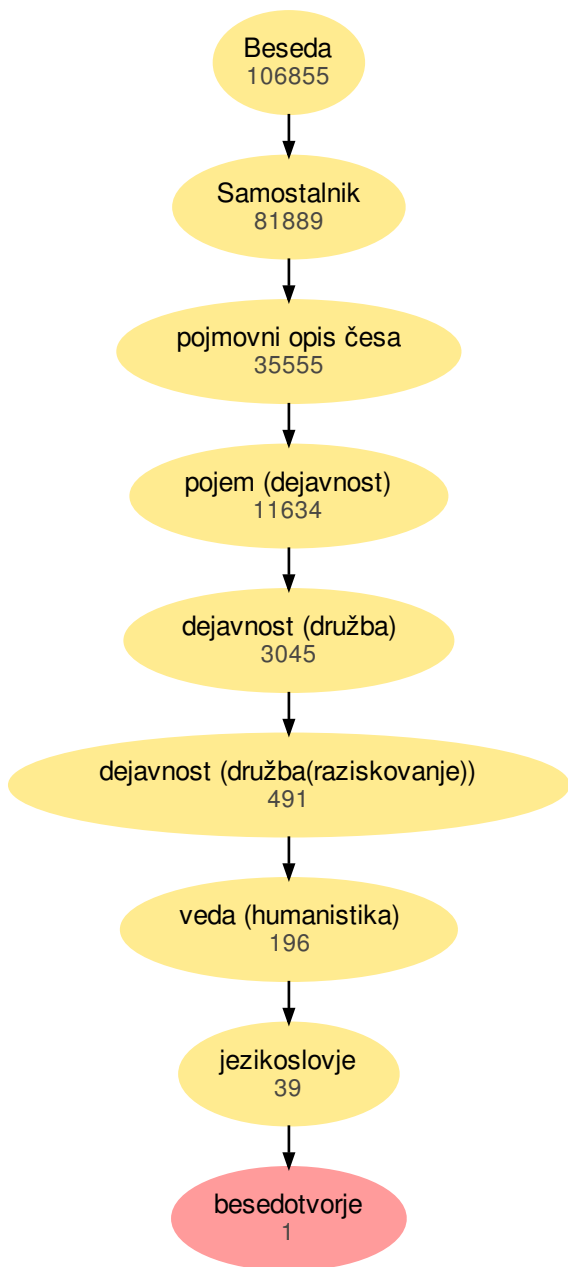 Beseda
106855
Samostalnik
81889
pojmovni opis česa
35555
pojem (dejavnost)
11634
dejavnost (družba)
3045
dejavnost (družba(raziskovanje))
491
veda (humanistika)
196
jezikoslovje
39
besedotvorje
1